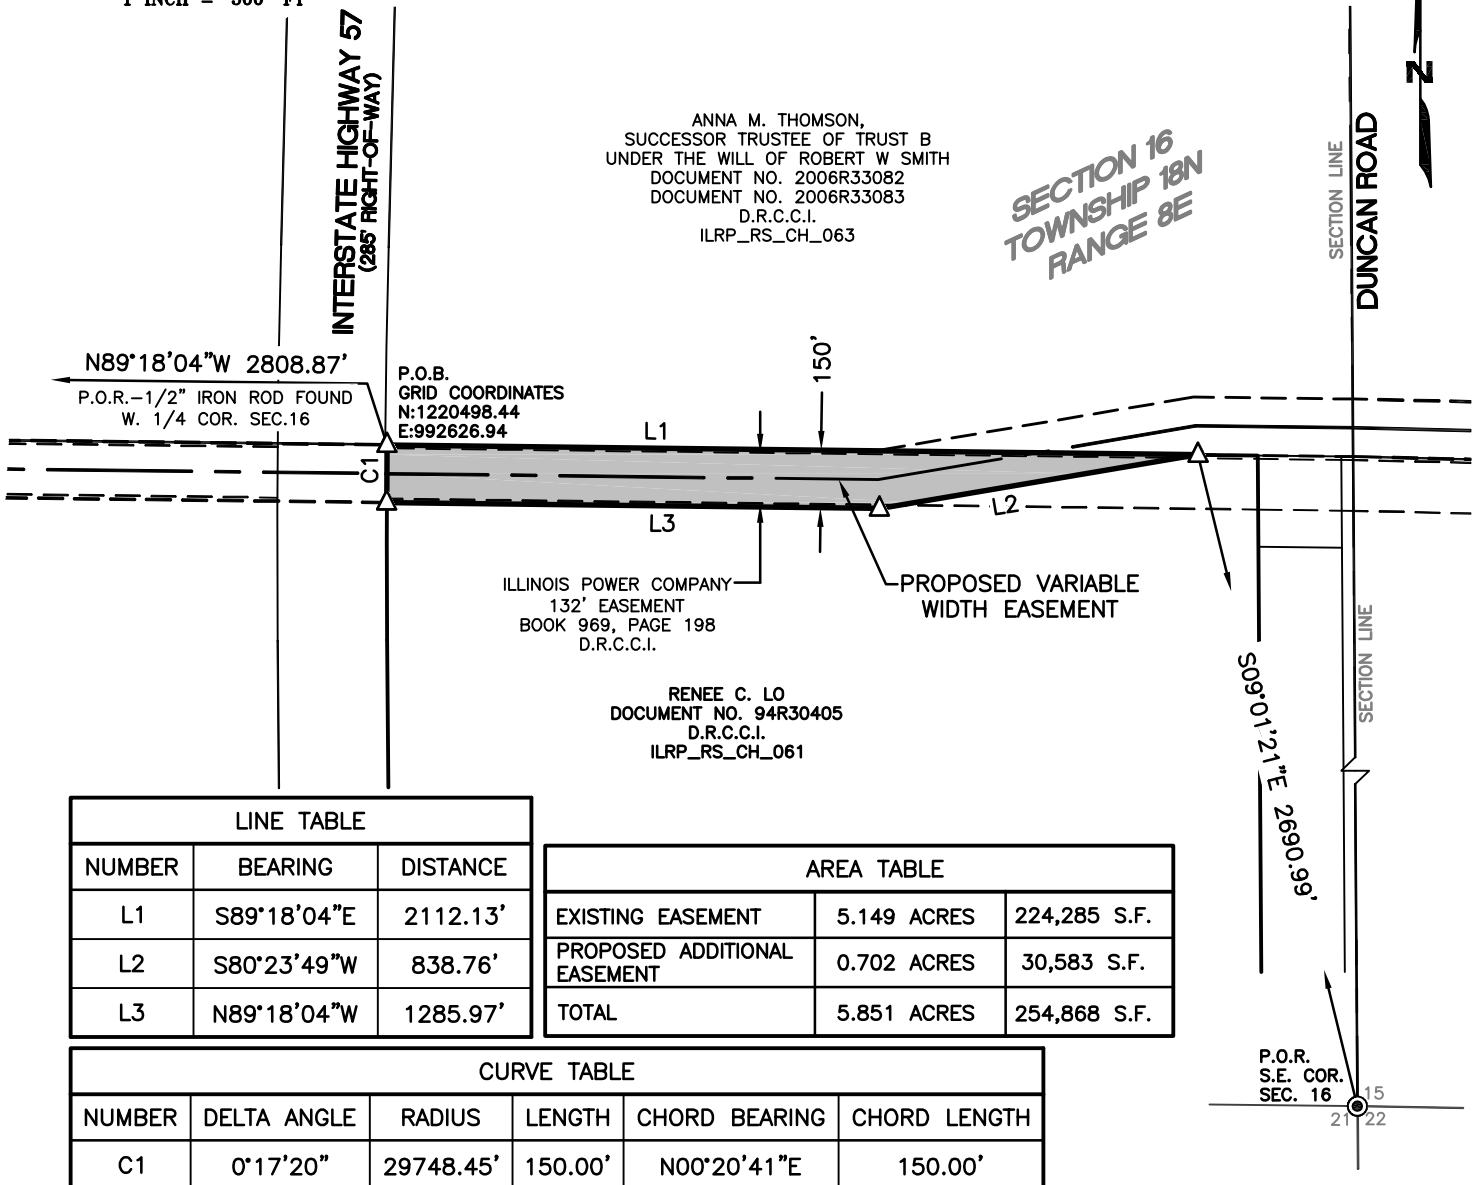 1 INCH = 300 FT
INTERSTATE HIGHWAY 57
(285' RIGHT-OF-WAY)
ANNA M. THOMSON,
SUCCESSOR TRUSTEE OF TRUST B
UNDER THE WILL OF ROBERT W SMITH
DOCUMENT NO. 2006R33082
DOCUMENT NO. 2006R33083
D.R.C.C.I.
ILRP_RS_CH_063
SECTION 16
TOWNSHIP 18N
RANGE 8E
SECTION LINE
DUNCAN ROAD
N
N89°18'04"W 2808.87'
P.O.R.-1/2" IRON ROD FOUND
W. 1/4 COR. SEC.16
P.O.B.
GRID COORDINATES
N:1220498.44
E:992626.94
150'
L1
C1
L3
L2
ILLINOIS POWER COMPANY
132' EASEMENT
BOOK 969, PAGE 198
D.R.C.C.I.
PROPOSED VARIABLE
WIDTH EASEMENT
RENEE C. LO
DOCUMENT NO. 94R30405
D.R.C.C.I.
ILRP_RS_CH_061
S09°01'21"E 2690.99'
SECTION LINE
LINE TABLE
NUMBER BEARING DISTANCE
L1 S89°18'04"E 2112.13'
L2 S80°23'49"W 838.76'
L3 N89°18'04"W 1285.97'
AREA TABLE
EXISTING EASEMENT 5.149 ACRES 224,285 S.F.
PROPOSED ADDITIONAL
EASEMENT 0.702 ACRES 30,583 S.F.
TOTAL 5.851 ACRES 254,868 S.F.
CURVE TABLE
NUMBER DELTA ANGLE RADIUS LENGTH CHORD BEARING CHORD LENGTH
C1 0°17'20" 29748.45' 150.00' N00°20'41"E 150.00'
P.O.R.
S.E. COR.
SEC. 16
15
21 22